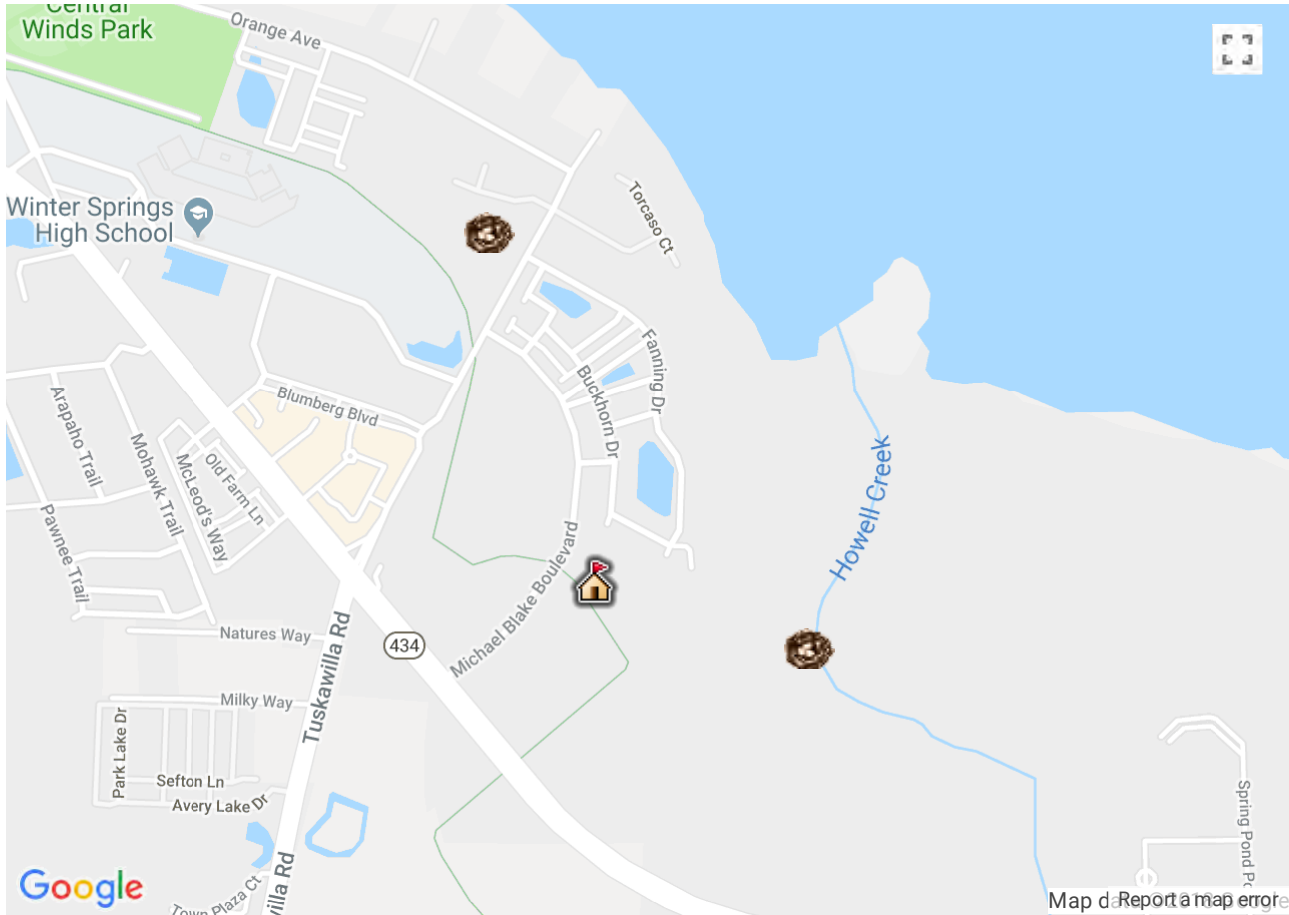 Central
Winds Park
Orange Ave
Torcaso Ct
Winter Springs
High School
Fanning Dr
Buckhorn Dr
Blumberg Blvd
Arapaho Trail
Mohawk Trail
McLeod's Way
Old Farm Ln
Howell Creek
Pawnee Trail
Michael Blake Boulevard
Natures Way
434
Tuskawilla Rd
Milky Way
Park Lake Dr
Sefton Ln
Avery Lake Dr
Spring Pond
villa Rd
Town Plaza Ct
Google
Map d
Report a map error